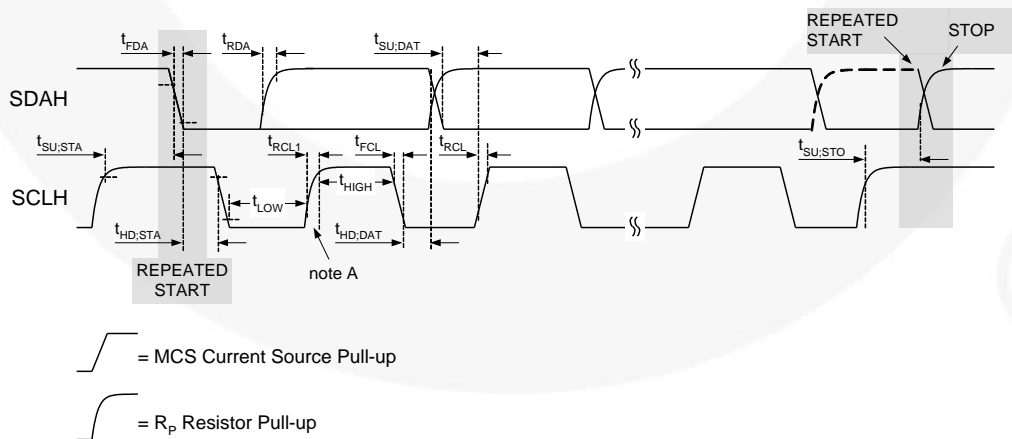 REPEATED
START
STOP
tFDA
tRDA
tSU;DAT
SDAH
tSU;STA
tRCL1
tFCL
tRCL
tSU;STO
SCLH
tHIGH
tLOW
tHD;STA
tHD;DAT
note A
REPEATED
START
= MCS Current Source Pull-up
= RP Resistor Pull-up